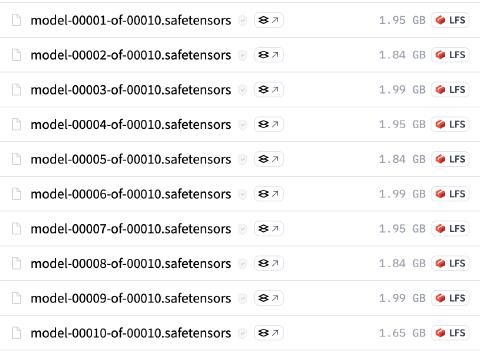 model-00001-of-00010.safetensors 1.95 GB LFS
model-00002-of-00010.safetensors 1.84 GB LFS
model-00003-of-00010.safetensors 1.99 GB LFS
model-00004-of-00010.safetensors 1.95 GB LFS
model-00005-of-00010.safetensors 1.84 GB LFS
model-00006-of-00010.safetensors 1.99 GB LFS
model-00007-of-00010.safetensors 1.95 GB LFS
model-00008-of-00010.safetensors 1.84 GB LFS
model-00009-of-00010.safetensors 1.99 GB LFS
model-00010-of-00010.safetensors 1.65 GB LFS